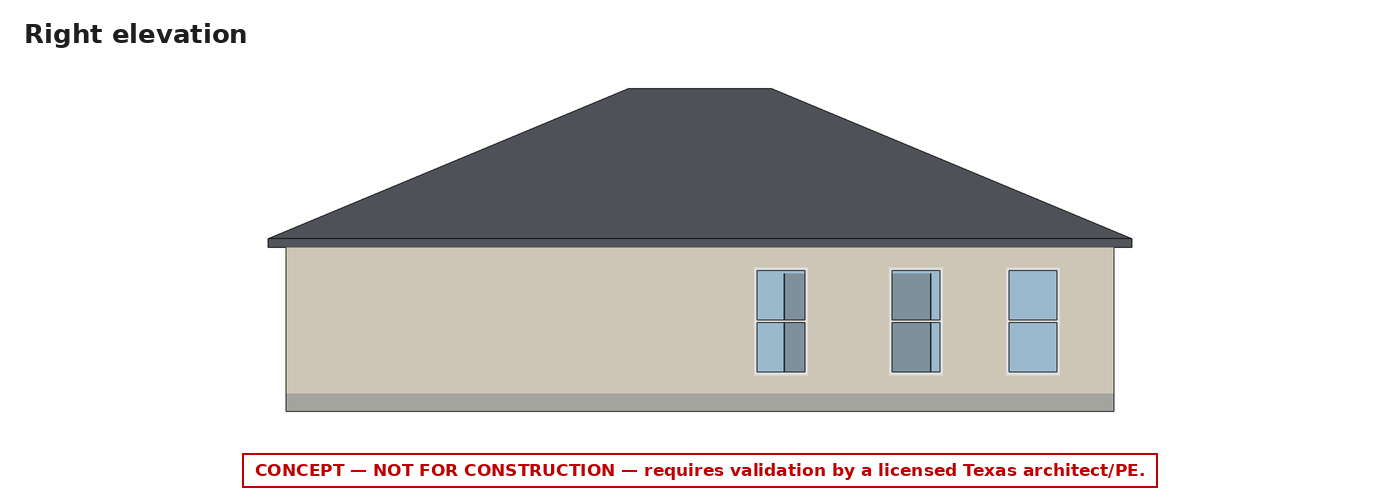 Right elevation
CONCEPT — NOT FOR CONSTRUCTION — requires validation by a licensed Texas architect/PE.